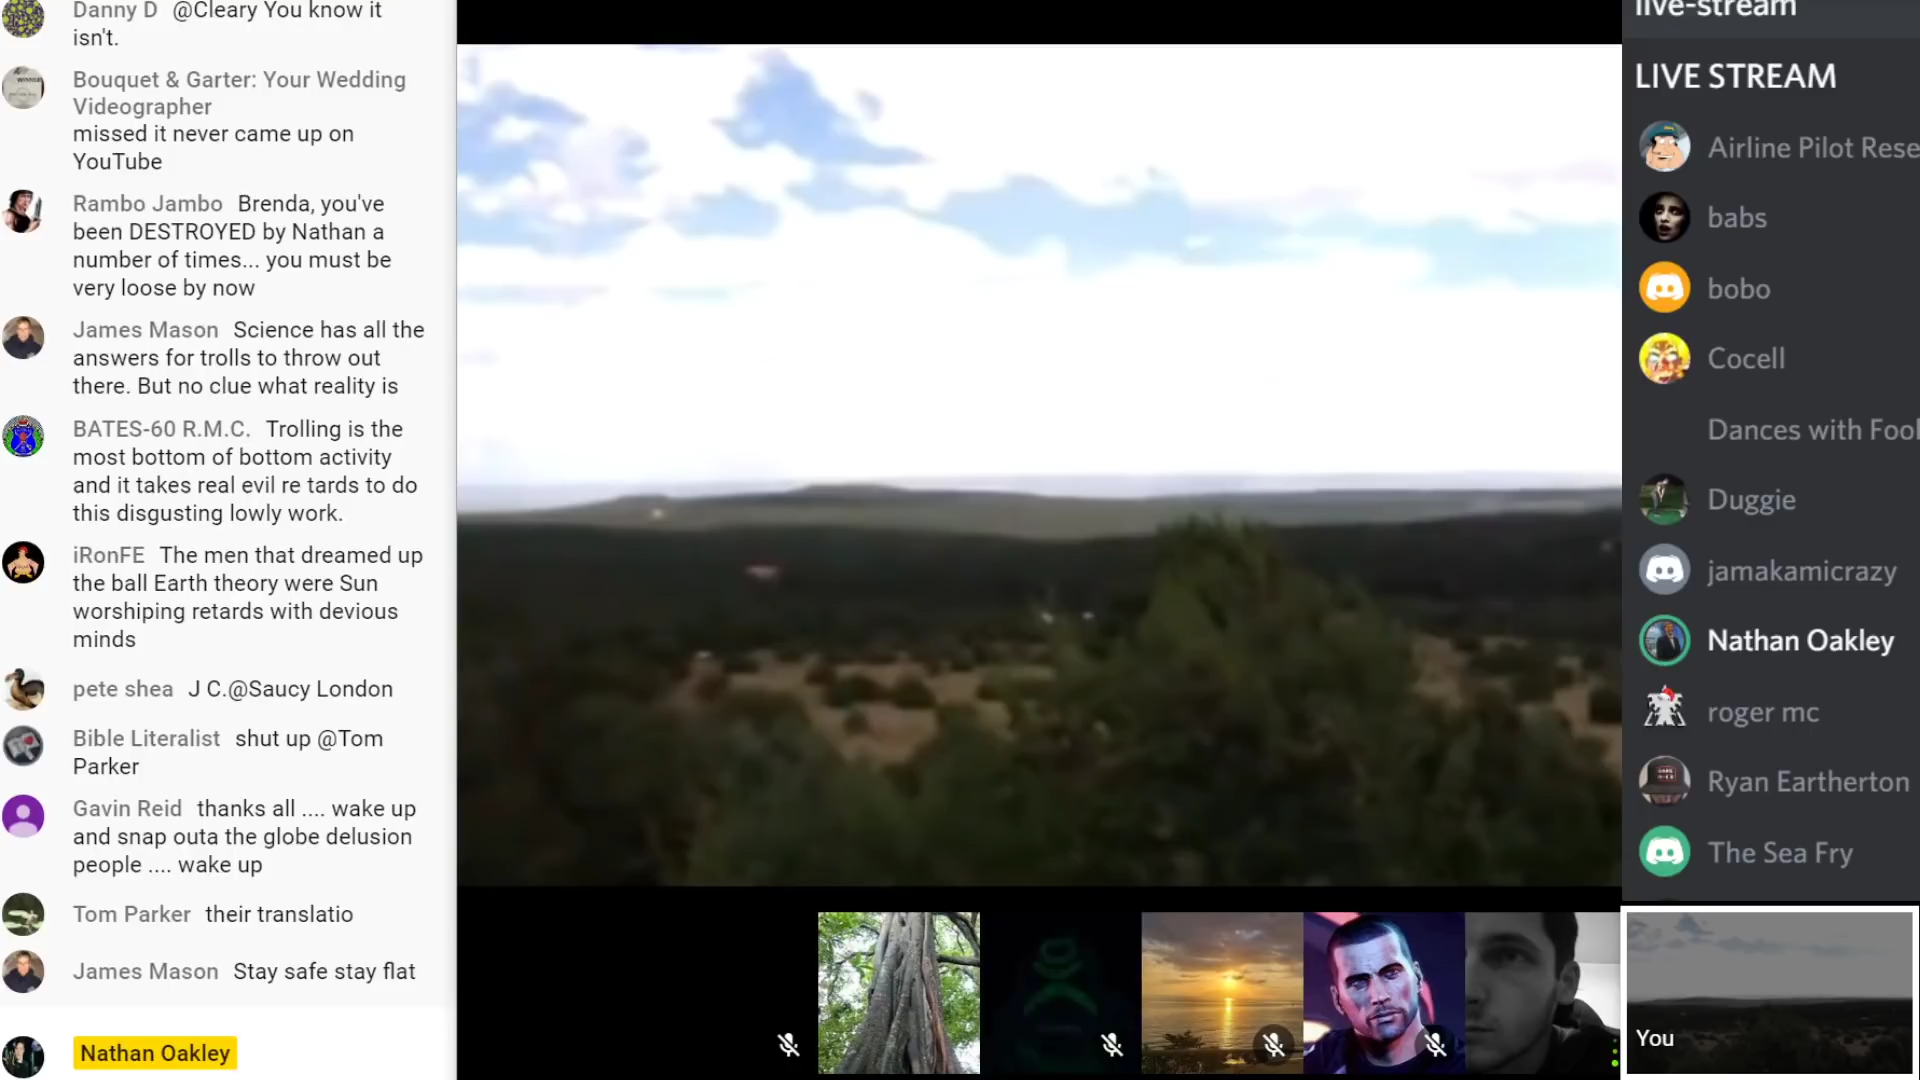 Danny D @Cleary You know it
isn't.
Bouquet & Garter: Your Wedding
Videographer
missed it never came up on
YouTube
Rambo Jambo Brenda, you've
been DESTROYED by Nathan a
number of times... you must be
very loose by now
James Mason Science has all the
answers for trolls to throw out
there. But no clue what reality is
BATES-60 R.M.C. Trolling is the
most bottom of bottom activity
and it takes real evil re tards to do
this disgusting lowly work.
iRonFE The men that dreamed up
the ball Earth theory were Sun
worshiping retards with devious
minds
pete shea J C.@Saucy London
Bible Literalist shut up @Tom
Parker
Gavin Reid thanks all .... wake up
and snap outa the globe delusion
people .... wake up
Tom Parker their translatio
James Mason Stay safe stay flat
Nathan Oakley
live-stream
LIVE STREAM
Airline Pilot Rese
babs
bobo
Cocell
Dances with Fool
Duggie
jamakamicrazy
Nathan Oakley
roger mc
Ryan Eartherton
The Sea Fry
You